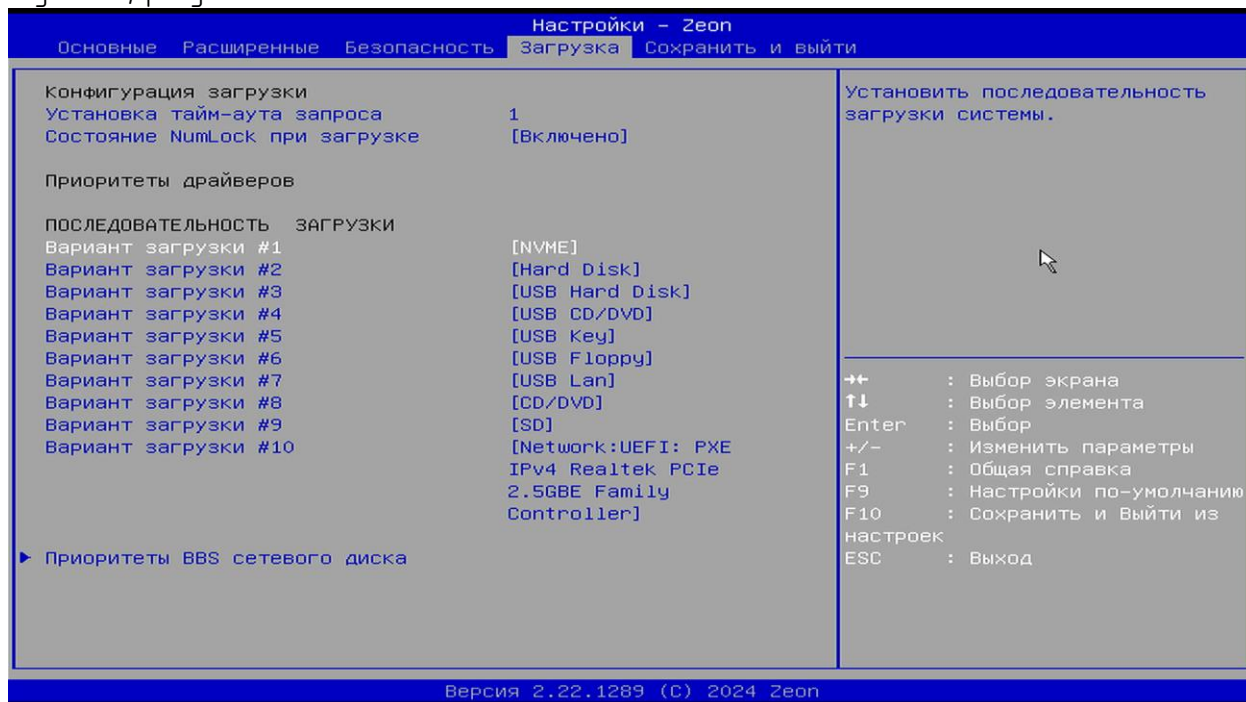 Настройки – Zeon
Основные Расширенные Безопасность Загрузка Сохранить и выйти
Конфигурация загрузки
Установка тайм-аута запроса 1
Состояние NumLock при загрузке [Включено]
Приоритеты драйверов
ПОСЛЕДОВАТЕЛЬНОСТЬ ЗАГРУЗКИ
Вариант загрузки #1 [NVME]
Вариант загрузки #2 [Hard Disk]
Вариант загрузки #3 [USB Hard Disk]
Вариант загрузки #4 [USB CD/DVD]
Вариант загрузки #5 [USB Key]
Вариант загрузки #6 [USB Floppy]
Вариант загрузки #7 [USB Lan]
Вариант загрузки #8 [CD/DVD]
Вариант загрузки #9 [SD]
Вариант загрузки #10 [Network:UEFI: PXE
IPv4 Realtek PCIe
2.5GBE Family
Controller]
▶ Приоритеты BBS сетевого диска
Установить последовательность
загрузки системы.
→← : Выбор экрана
↑↓ : Выбор элемента
Enter : Выбор
+/- : Изменить параметры
F1 : Общая справка
F9 : Настройки по-умолчанию
F10 : Сохранить и Выйти из
настроек
ESC : Выход
Версия 2.22.1289 (C) 2024 Zeon